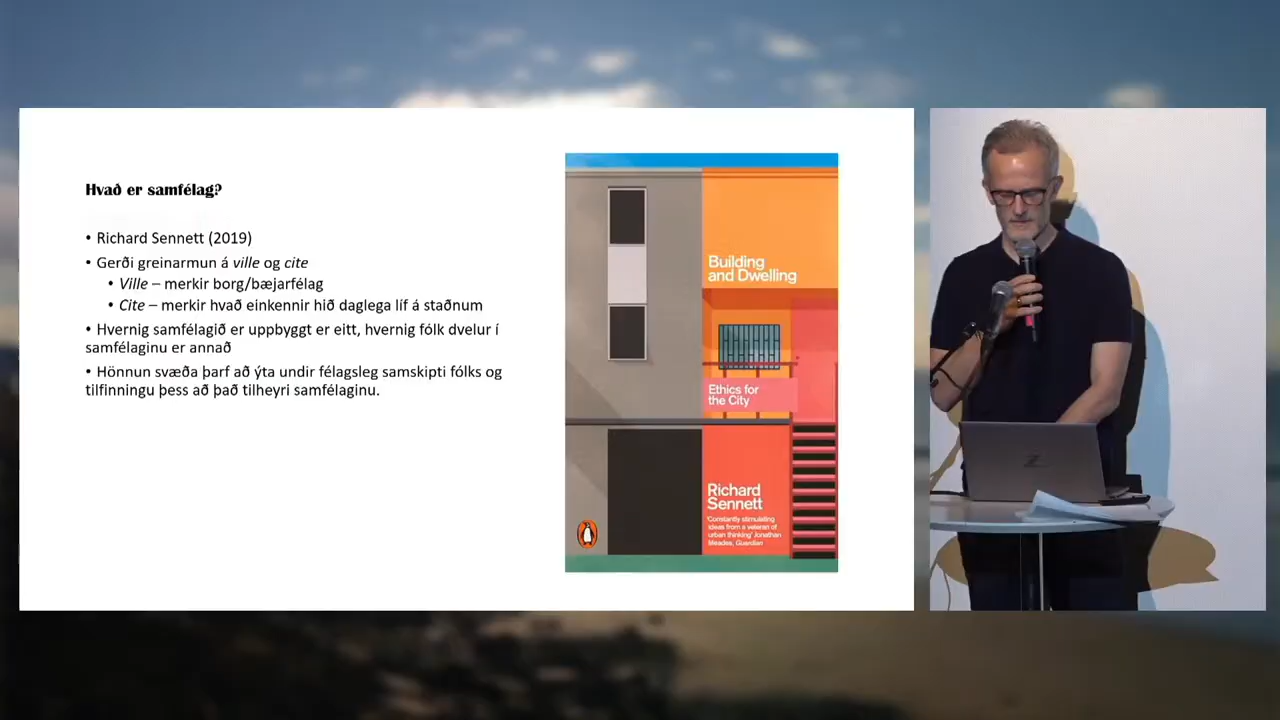 Hvað er samfélag?
• Richard Sennett (2019)
• Gerði greinarmun á ville og cite
• Ville – merkir borg/bæjarfélag
• Cite – merkir hvað einkennir hið daglega líf á staðnum
• Hvernig samfélagið er uppbyggt er eitt, hvernig fólk dvelur í
samfélaginu er annað
• Hönnun svæða þarf að ýta undir félagsleg samskipti fólks og
tilfinningu þess að það tilheyri samfélaginu.
Building
and Dwelling
Ethics for
the City
Richard
Sennett
'Constantly stimulating
ideas from a veteran of
urban thinking' Jonathan
Meades, Guardian